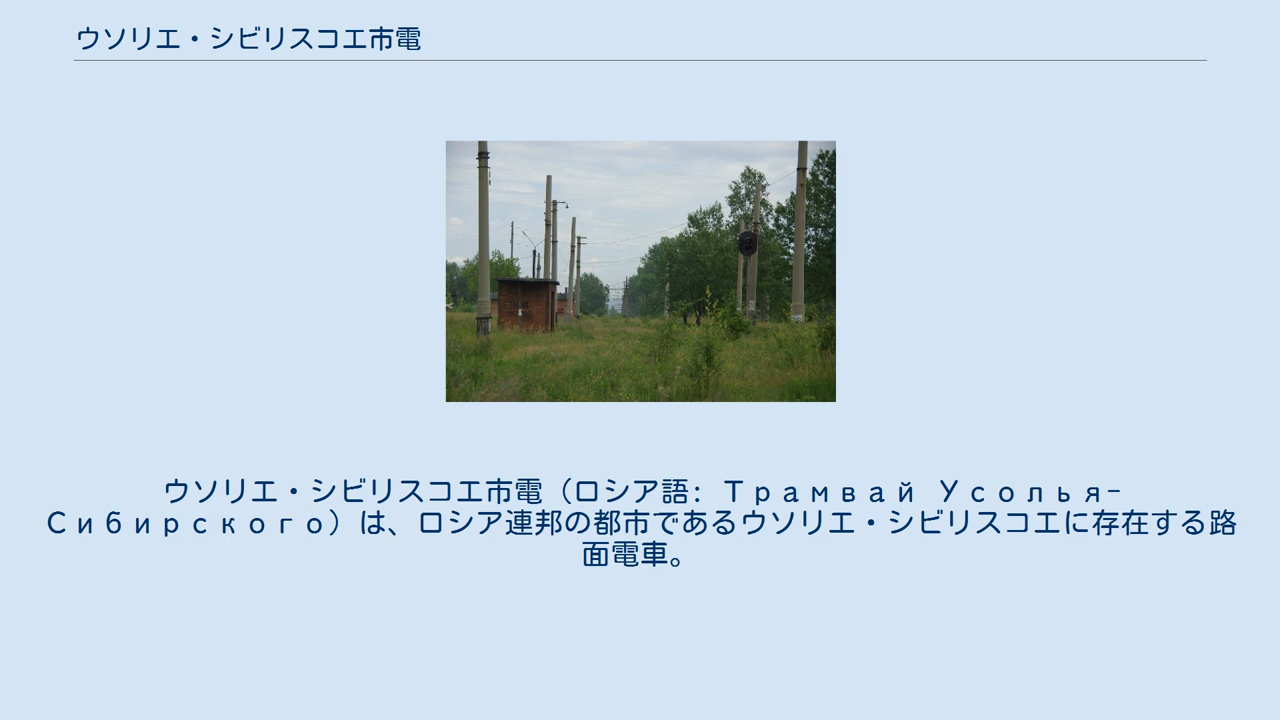 ウソリエ・シビリスコエ市電
ウソリエ・シビリスコエ市電（ロシア語: Трамвай Усолья-
Сибирского）は、ロシア連邦の都市であるウソリエ・シビリスコエに存在する路
面電車。